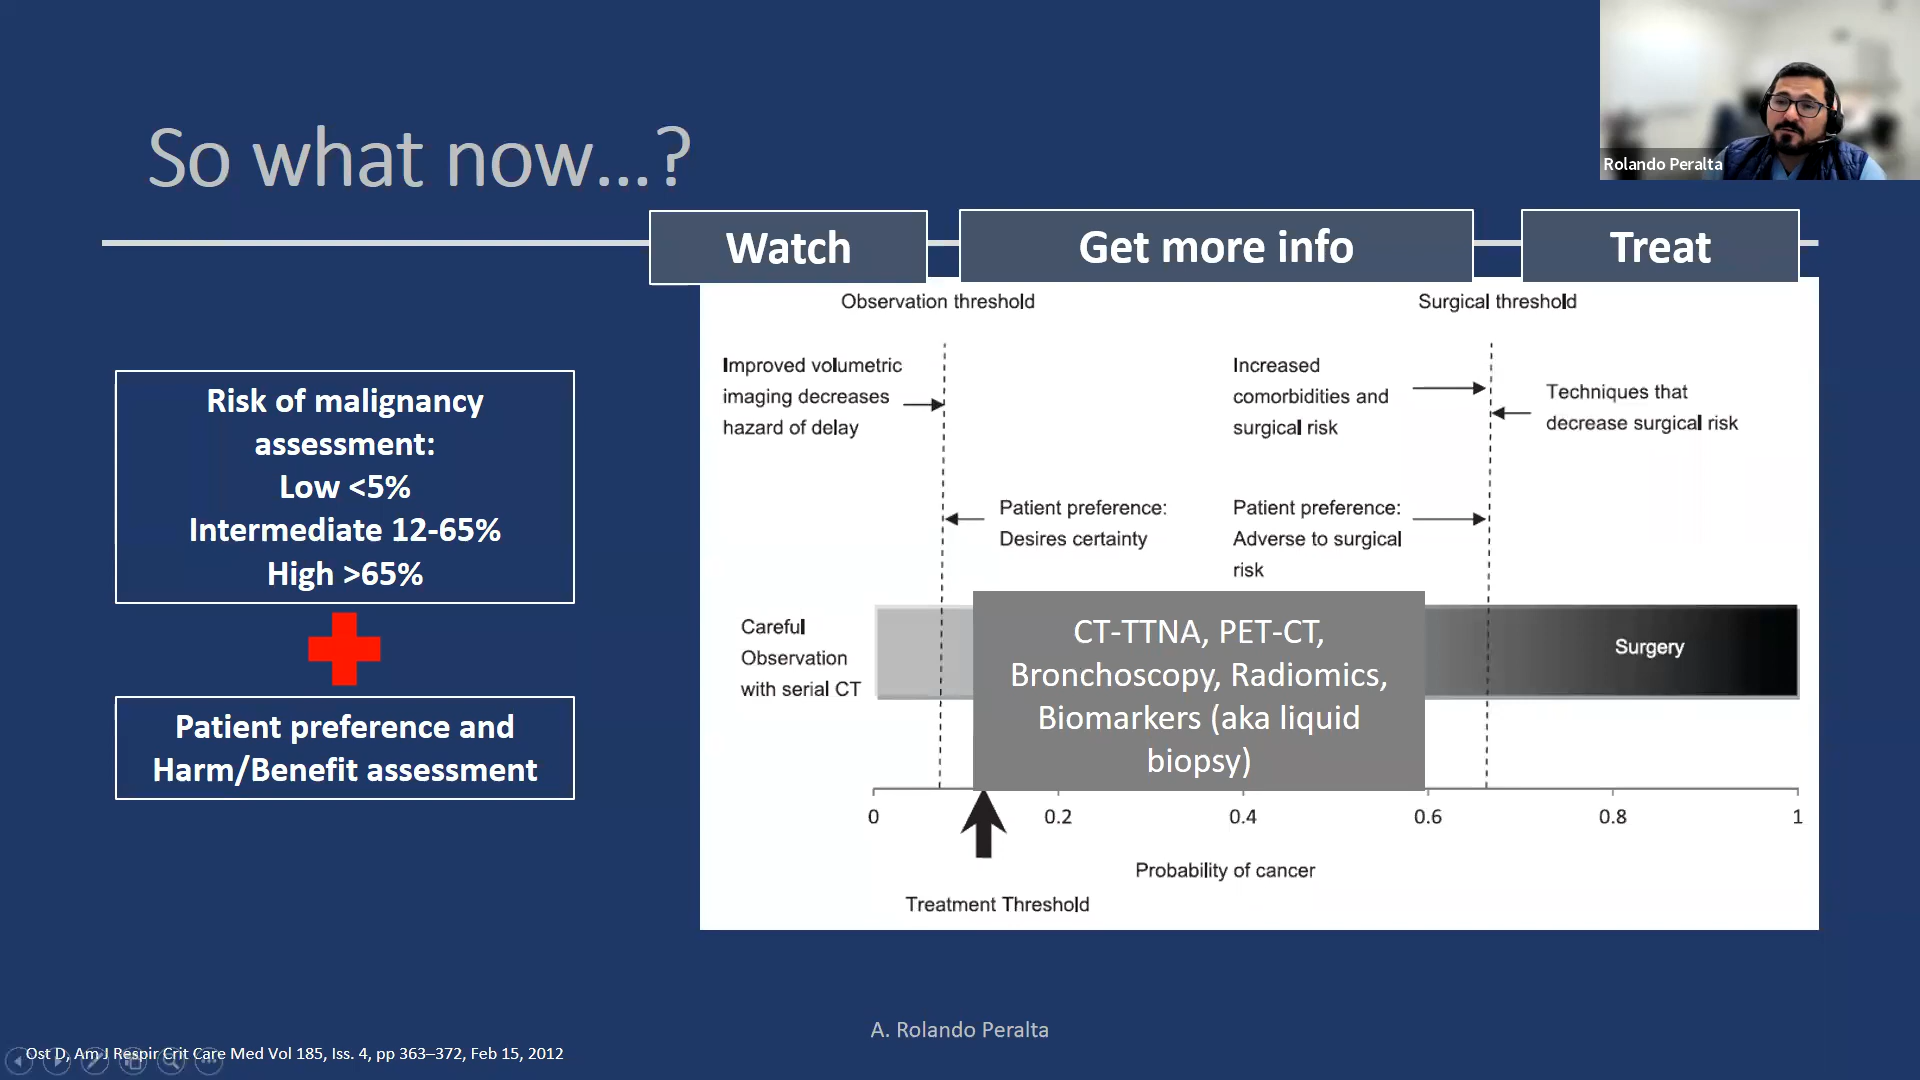 Rolando Peralta
So what now...?
Watch
Get more info
Treat
Risk of malignancy
assessment:
Low <5%
Intermediate 12-65%
High >65%
Patient preference and
Harm/Benefit assessment
Observation threshold
Surgical threshold
Improved volumetric
imaging decreases
hazard of delay
Increased
comorbidities and
surgical risk
Techniques that
decrease surgical risk
Patient preference:
Desires certainty
Patient preference:
Adverse to surgical
risk
Careful
Observation
with serial CT
CT-TTNA, PET-CT,
Bronchoscopy, Radiomics,
Biomarkers (aka liquid
biopsy)
Surgery
0 0.2 0.4 0.6 0.8 1
Probability of cancer
Treatment Threshold
A. Rolando Peralta
Ost D, Am J Respir Crit Care Med Vol 185, Iss. 4, pp 363–372, Feb 15, 2012